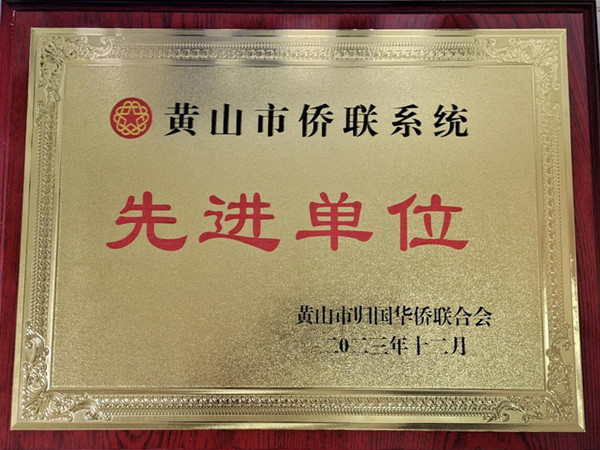 黄山市侨联系统
先进单位
黄山市归国华侨联合会
二0二三年十二月